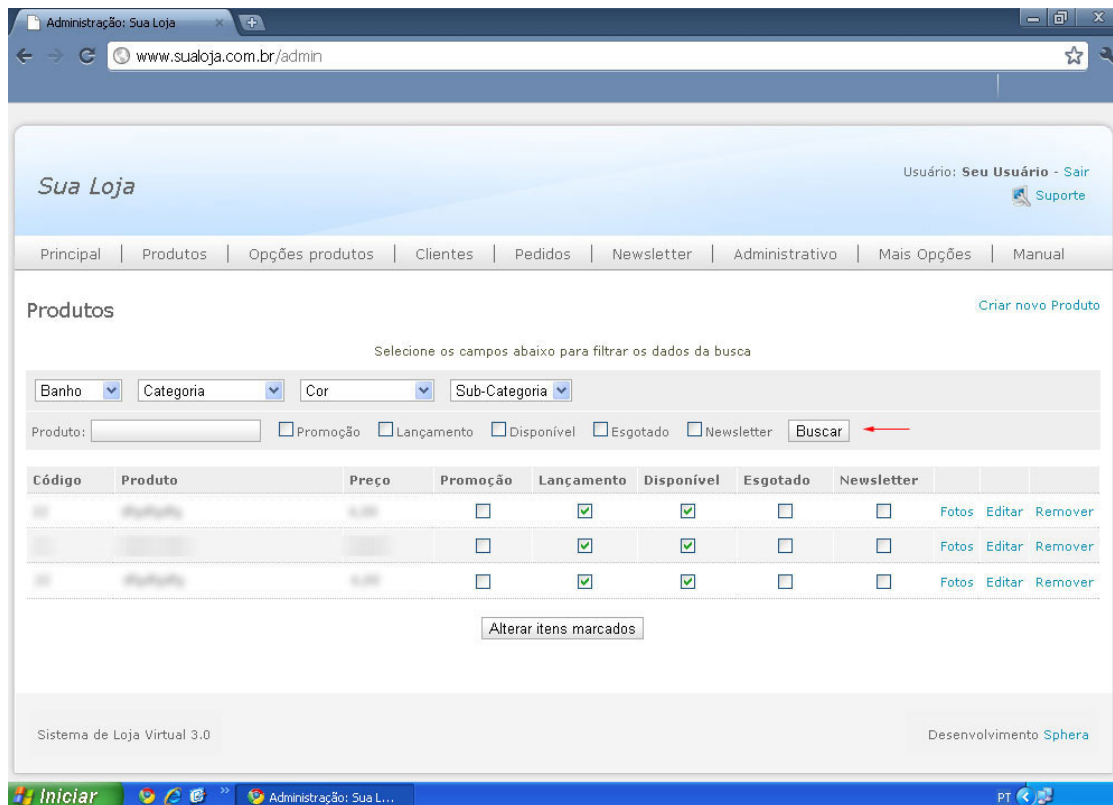 Administração: Sua Loja
www.sualoja.com.br/admin
Sua Loja
Usuário: Seu Usuário - Sair
Suporte
Principal | Produtos | Opções produtos | Clientes | Pedidos | Newsletter | Administrativo | Mais Opções | Manual
Produtos
Criar novo Produto
Selecione os campos abaixo para filtrar os dados da busca
Banho Categoria Cor Sub-Categoria
Produto: Promoção Lançamento Disponível Esgotado Newsletter Buscar
Código Produto Preço Promoção Lançamento Disponível Esgotado Newsletter
Fotos Editar Remover
Fotos Editar Remover
Fotos Editar Remover
Alterar itens marcados
Sistema de Loja Virtual 3.0
Desenvolvimento Sphera
Iniciar » Administração: Sua L... PT